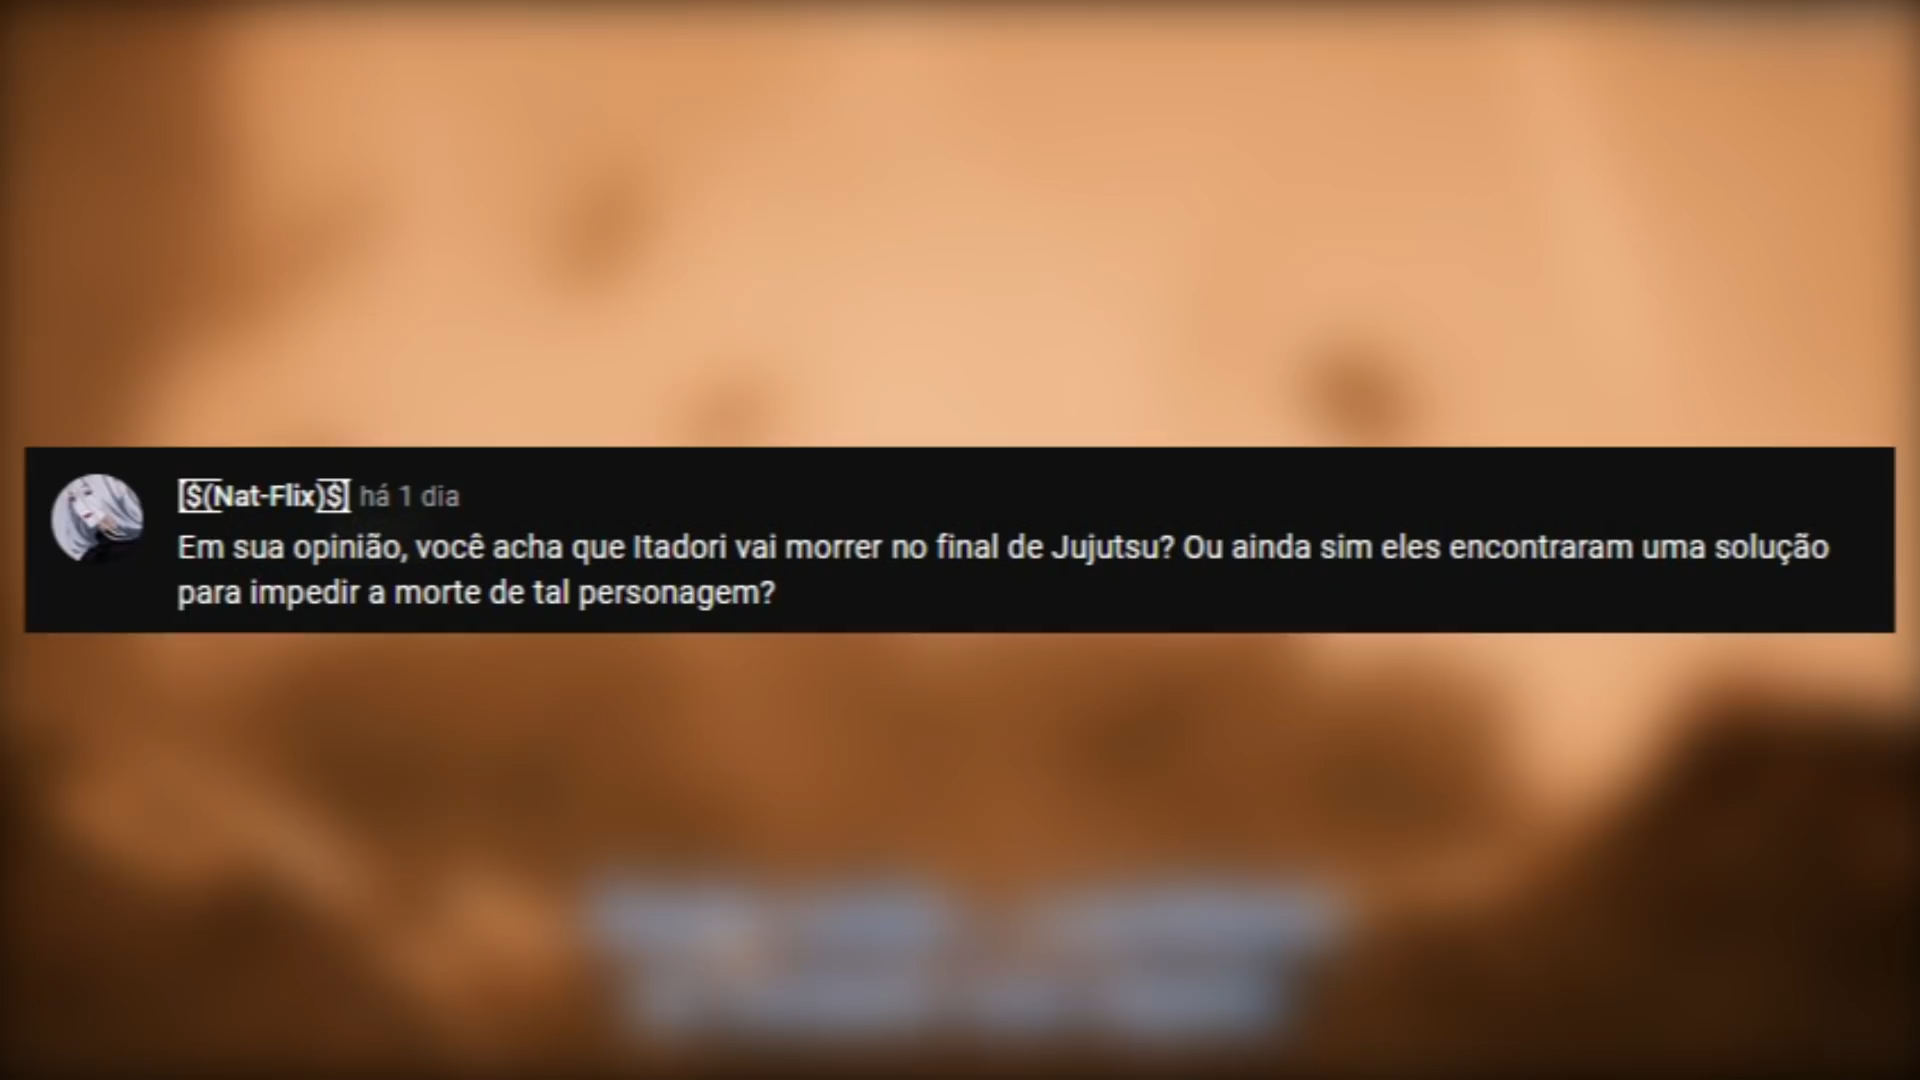 [$(Nat-Flix)$] há 1 dia
Em sua opinião, você acha que Itadori vai morrer no final de Jujutsu? Ou ainda sim eles encontraram uma solução
para impedir a morte de tal personagem?